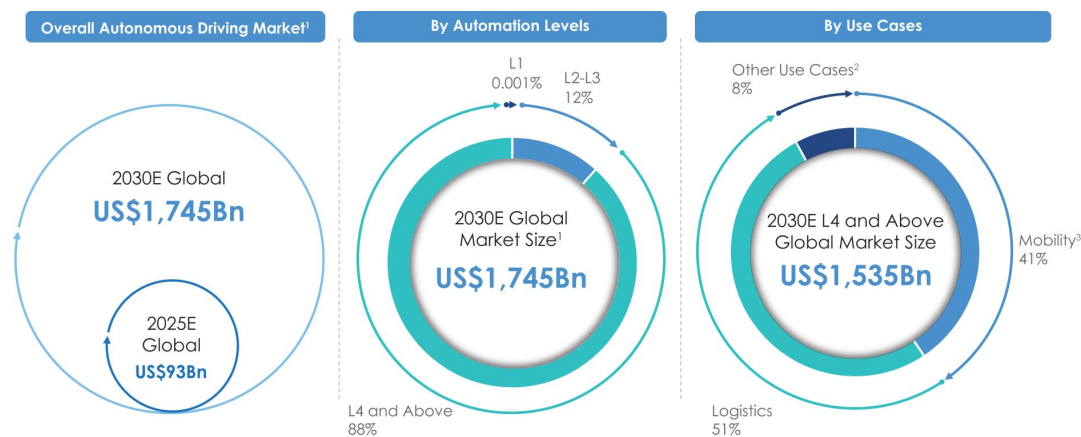 Overall Autonomous Driving Market¹
2030E Global
US$1,745Bn
2025E
Global
US$93Bn
By Automation Levels
L1
0.001%
L2-L3
12%
2030E Global
Market Size¹
US$1,745Bn
L4 and Above
88%
By Use Cases
Other Use Cases²
8%
2030E L4 and Above
Global Market Size
US$1,535Bn
Mobility³
41%
Logistics
51%